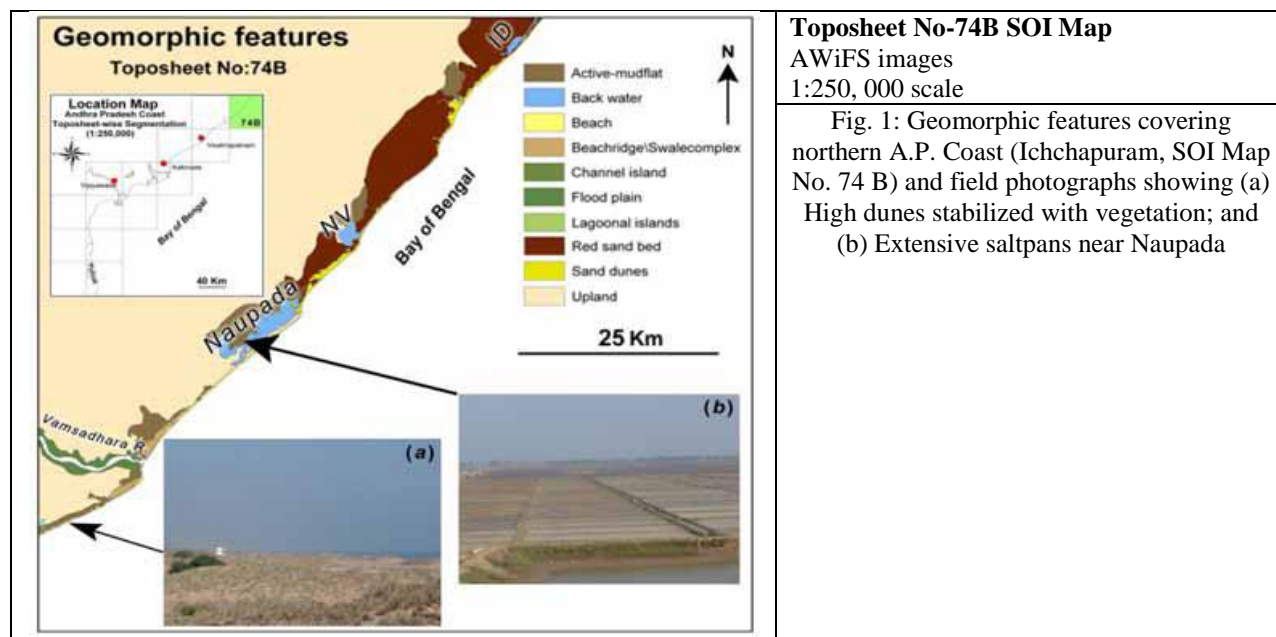 Geomorphic features
Toposheet No:74B
Location Map
Andhra Pradesh Coast
Toposheet-wise Segmentation
(1:250,000)
74B
Visakhapatnam
Kakinada
Bay of Bengal
40 Km
ID
NV
Naupada
Vamsadhara R.
Bay of Bengal
N
Active-mudflat
Back water
Beach
Beachridge\Swalecomplex
Channel island
Flood plain
Lagoonal islands
Red sand bed
Sand dunes
Upland
25 Km
(a)
(b)
Toposheet No-74B SOI Map
AWiFS images
1:250, 000 scale
Fig. 1: Geomorphic features covering
northern A.P. Coast (Ichchapuram, SOI Map
No. 74 B) and field photographs showing (a)
High dunes stabilized with vegetation; and
(b) Extensive saltpans near Naupada